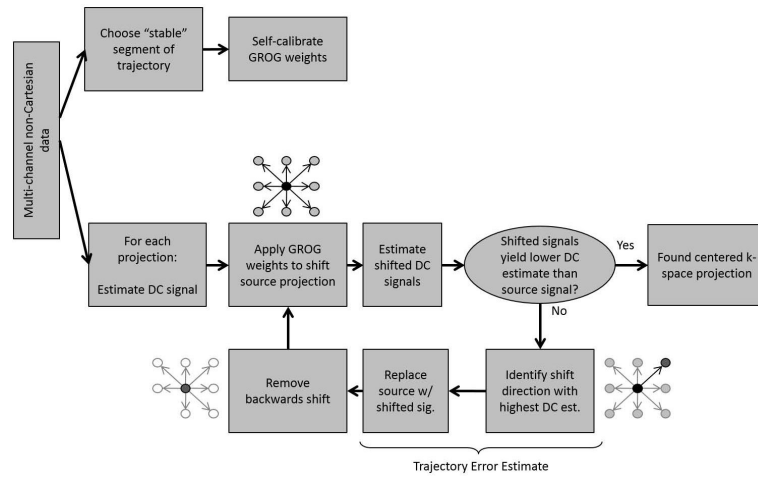 Multi-channel non-Cartesian
data
Choose “stable”
segment of
trajectory
Self-calibrate
GROG weights
For each
projection:
Estimate DC signal
Apply GROG
weights to shift
source projection
Estimate
shifted DC
signals
Shifted signals
yield lower DC
estimate than
source signal?
Yes
Found centered k-
space projection
No
Identify shift
direction with
highest DC est.
Replace
source w/
shifted sig.
Remove
backwards shift
Trajectory Error Estimate